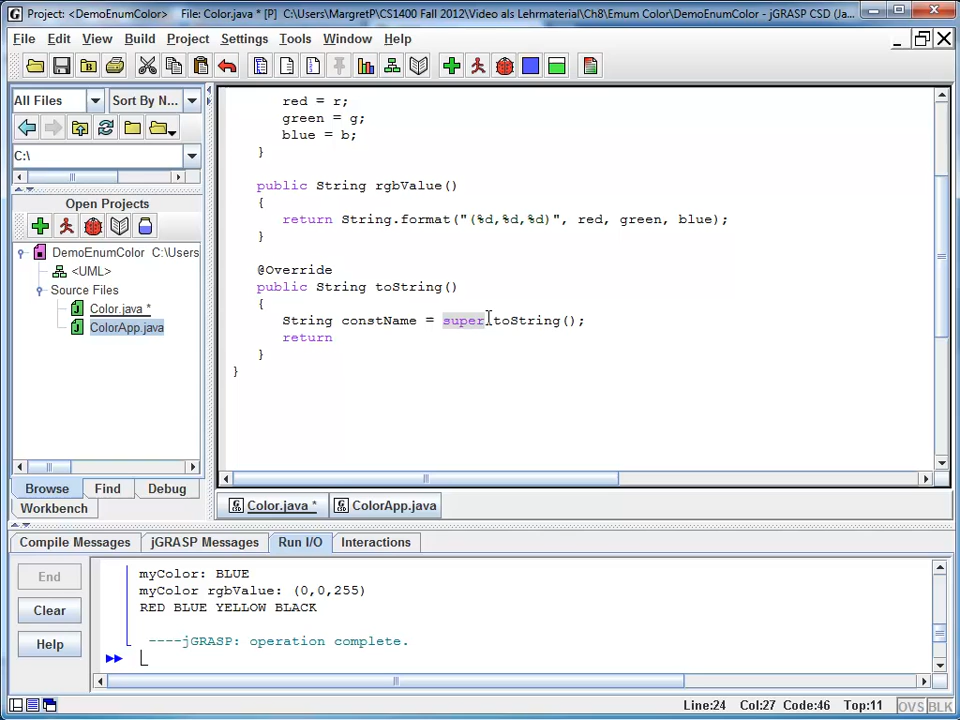 Project: <DemoEnumColor>    File: Color.java * [P]  C:\Users\MargretP\CS1400 Fall 2012\Video als Lehrmaterial\Ch8\Emum Color\DemoEnumColor - jGRASP CSD (Ja...
File  Edit  View  Build  Project  Settings  Tools  Window  Help
All Files  Sort By N...
C:\
Open Projects
DemoEnumColor  C:\Users
<UML>
Source Files
Color.java *
ColorApp.java
Browse  Find  Debug
Workbench
red = r;
green = g;
blue = b;
}
public String rgbValue()
{
return String.format("(%d,%d,%d)", red, green, blue);
}
@Override
public String toString()
{
String constName = super.toString();
return
}
}
Color.java *  ColorApp.java
Compile Messages  jGRASP Messages  Run I/O  Interactions
End
Clear
Help
myColor: BLUE
myColor rgbValue: (0,0,255)
RED BLUE YELLOW BLACK
----jGRASP: operation complete.
Line:24  Col:27  Code:46  Top:11  OVS BLK